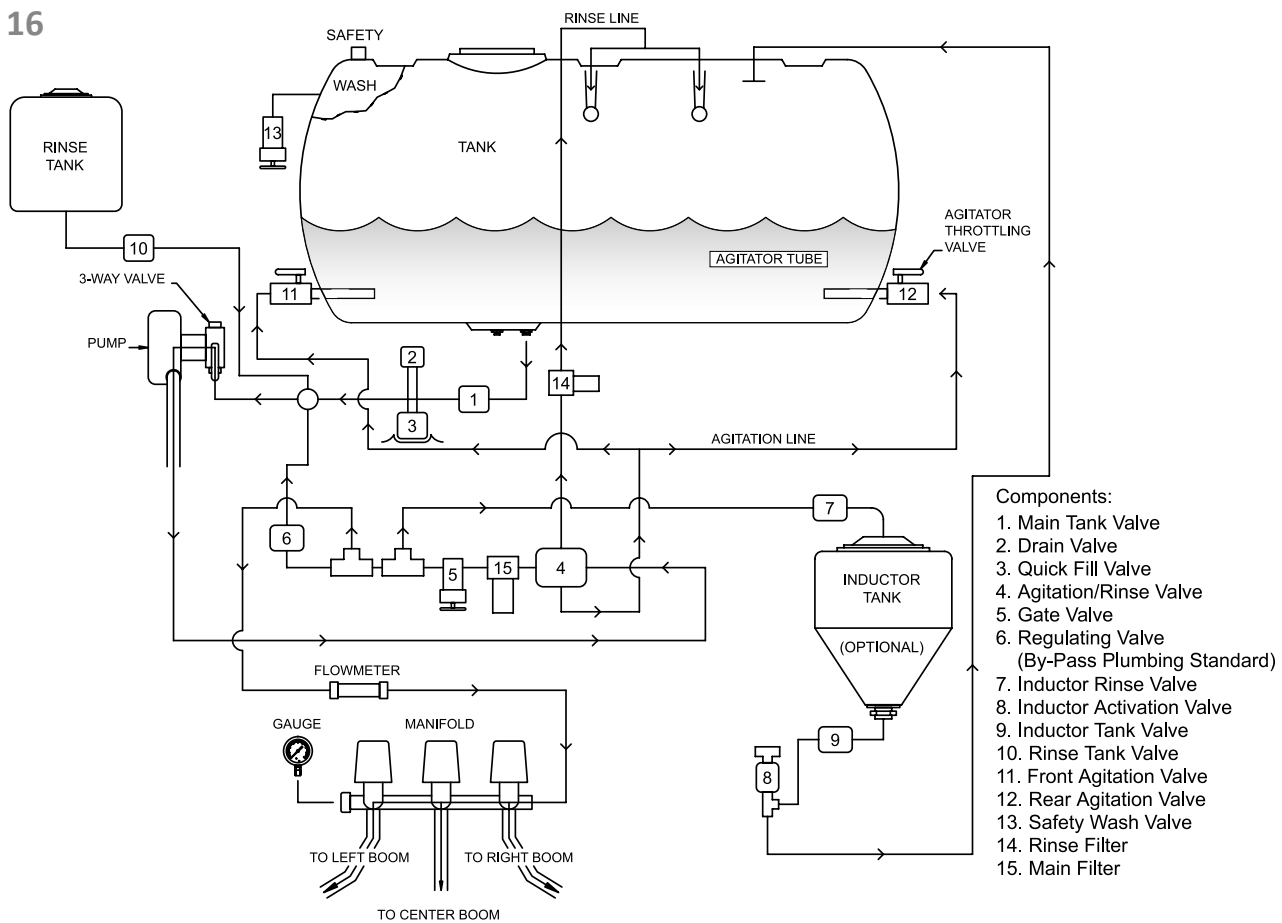 16
RINSE LINE
SAFETY
WASH
13
RINSE
TANK
TANK
10
AGITATOR
THROTTLING
VALVE
AGITATOR TUBE
3-WAY VALVE
11
12
PUMP
2
14
1
3
AGITATION LINE
7
6
5
15
4
INDUCTOR
TANK
(OPTIONAL)
FLOWMETER
GAUGE
MANIFOLD
9
8
TO LEFT BOOM
TO RIGHT BOOM
TO CENTER BOOM
Components:
1. Main Tank Valve
2. Drain Valve
3. Quick Fill Valve
4. Agitation/Rinse Valve
5. Gate Valve
6. Regulating Valve
(By-Pass Plumbing Standard)
7. Inductor Rinse Valve
8. Inductor Activation Valve
9. Inductor Tank Valve
10. Rinse Tank Valve
11. Front Agitation Valve
12. Rear Agitation Valve
13. Safety Wash Valve
14. Rinse Filter
15. Main Filter